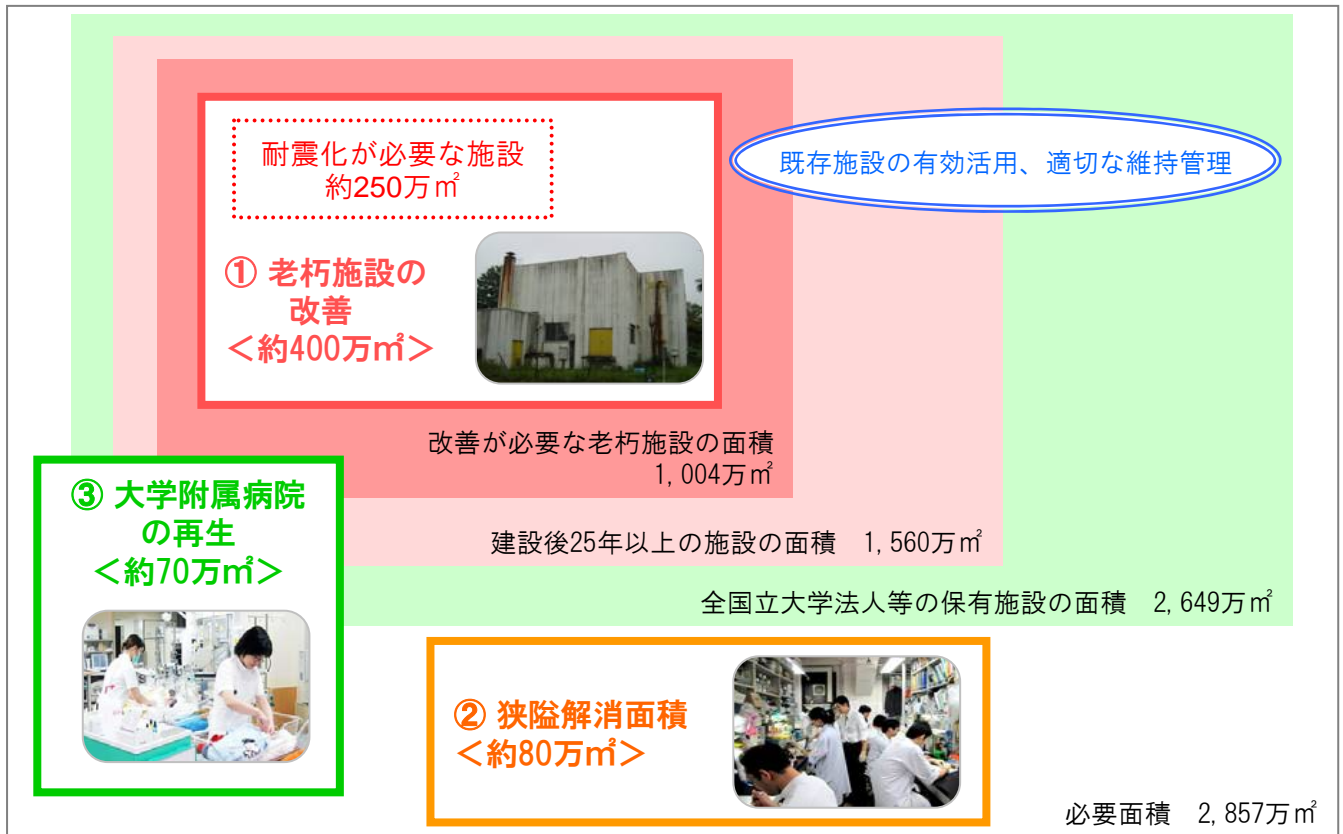 耐震化が必要な施設
約250万㎡
既存施設の有効活用、適切な維持管理
① 老朽施設の
改善
＜約400万㎡＞
改善が必要な老朽施設の面積
1,004万㎡
③ 大学附属病院
の再生
＜約70万㎡＞
建設後25年以上の施設の面積　1,560万㎡
全国立大学法人等の保有施設の面積　2,649万㎡
② 狭隘解消面積
＜約80万㎡＞
必要面積　2,857万㎡